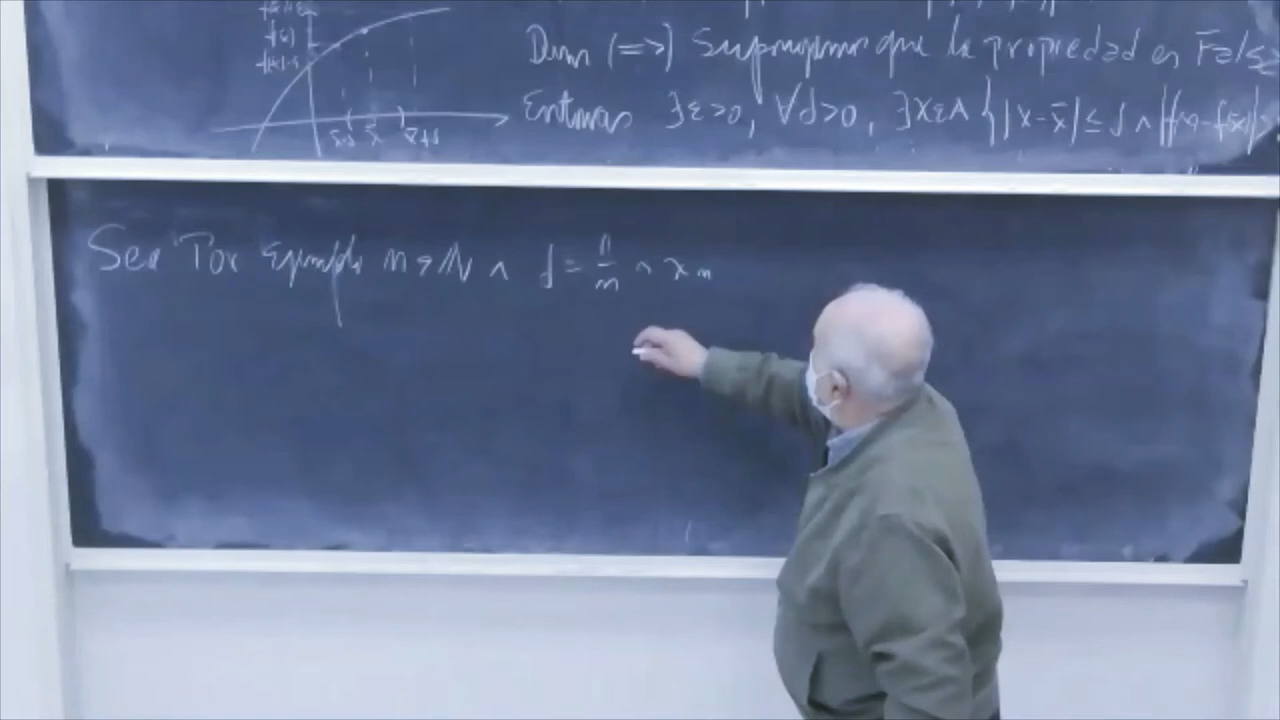 f(x̄)
x̄-δ x̄ x̄+δ
Dem (=>) Supongamos que la propiedad es Falsa
Entonces ∃ε>0, ∀δ>0, ∃x∈A {|x-x̄|≤δ ∧ |f(x)-f(x̄)|>
Sea Por ejemplo n∈ℕ ∧ δ = 1/n ∧ xn